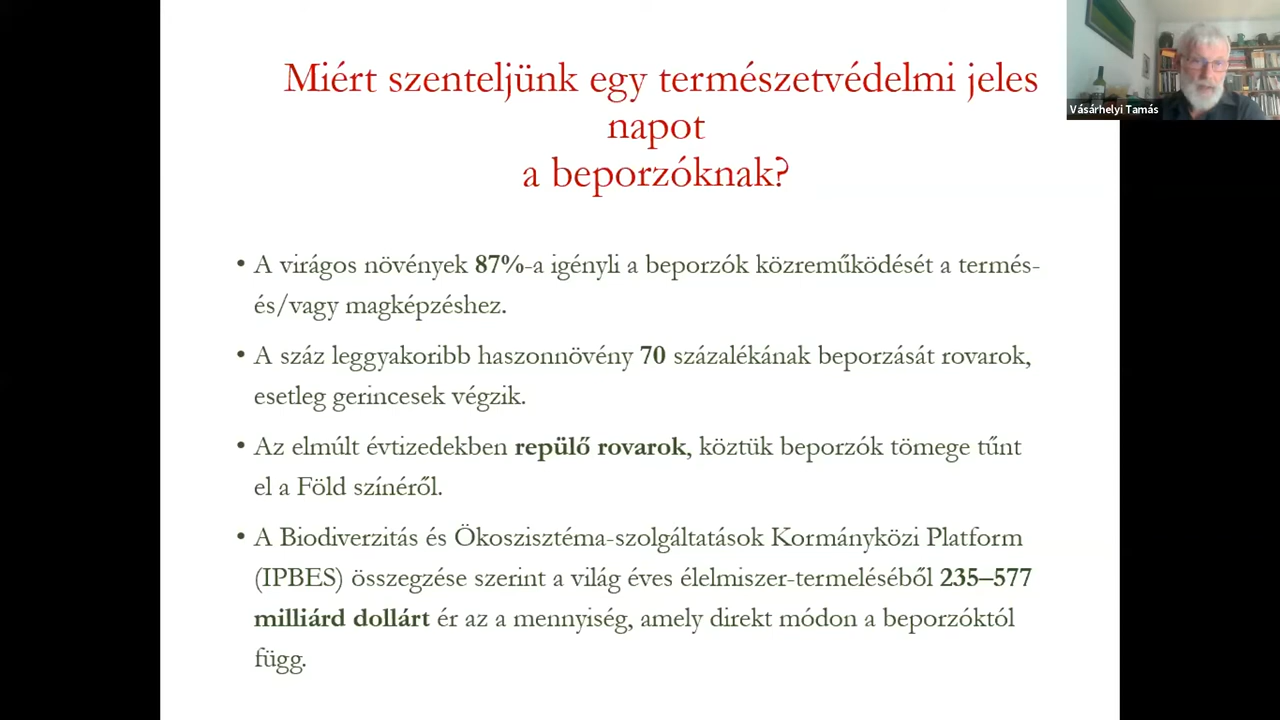 Miért szenteljünk egy természetvédelmi jeles
napot
a beporzóknak?
Vásárhelyi Tamás
• A virágos növények 87%-a igényli a beporzók közreműködését a termés-
és/vagy magképzéshez.
• A száz leggyakoribb haszonnövény 70 százalékának beporzását rovarok,
esetleg gerincesek végzik.
• Az elmúlt évtizedekben repülő rovarok, köztük beporzók tömege tűnt
el a Föld színéről.
• A Biodiverzitás és Ökoszisztéma-szolgáltatások Kormányközi Platform
(IPBES) összegzése szerint a világ éves élelmiszer-termeléséből 235–577
milliárd dollárt ér az a mennyiség, amely direkt módon a beporzóktól
függ.